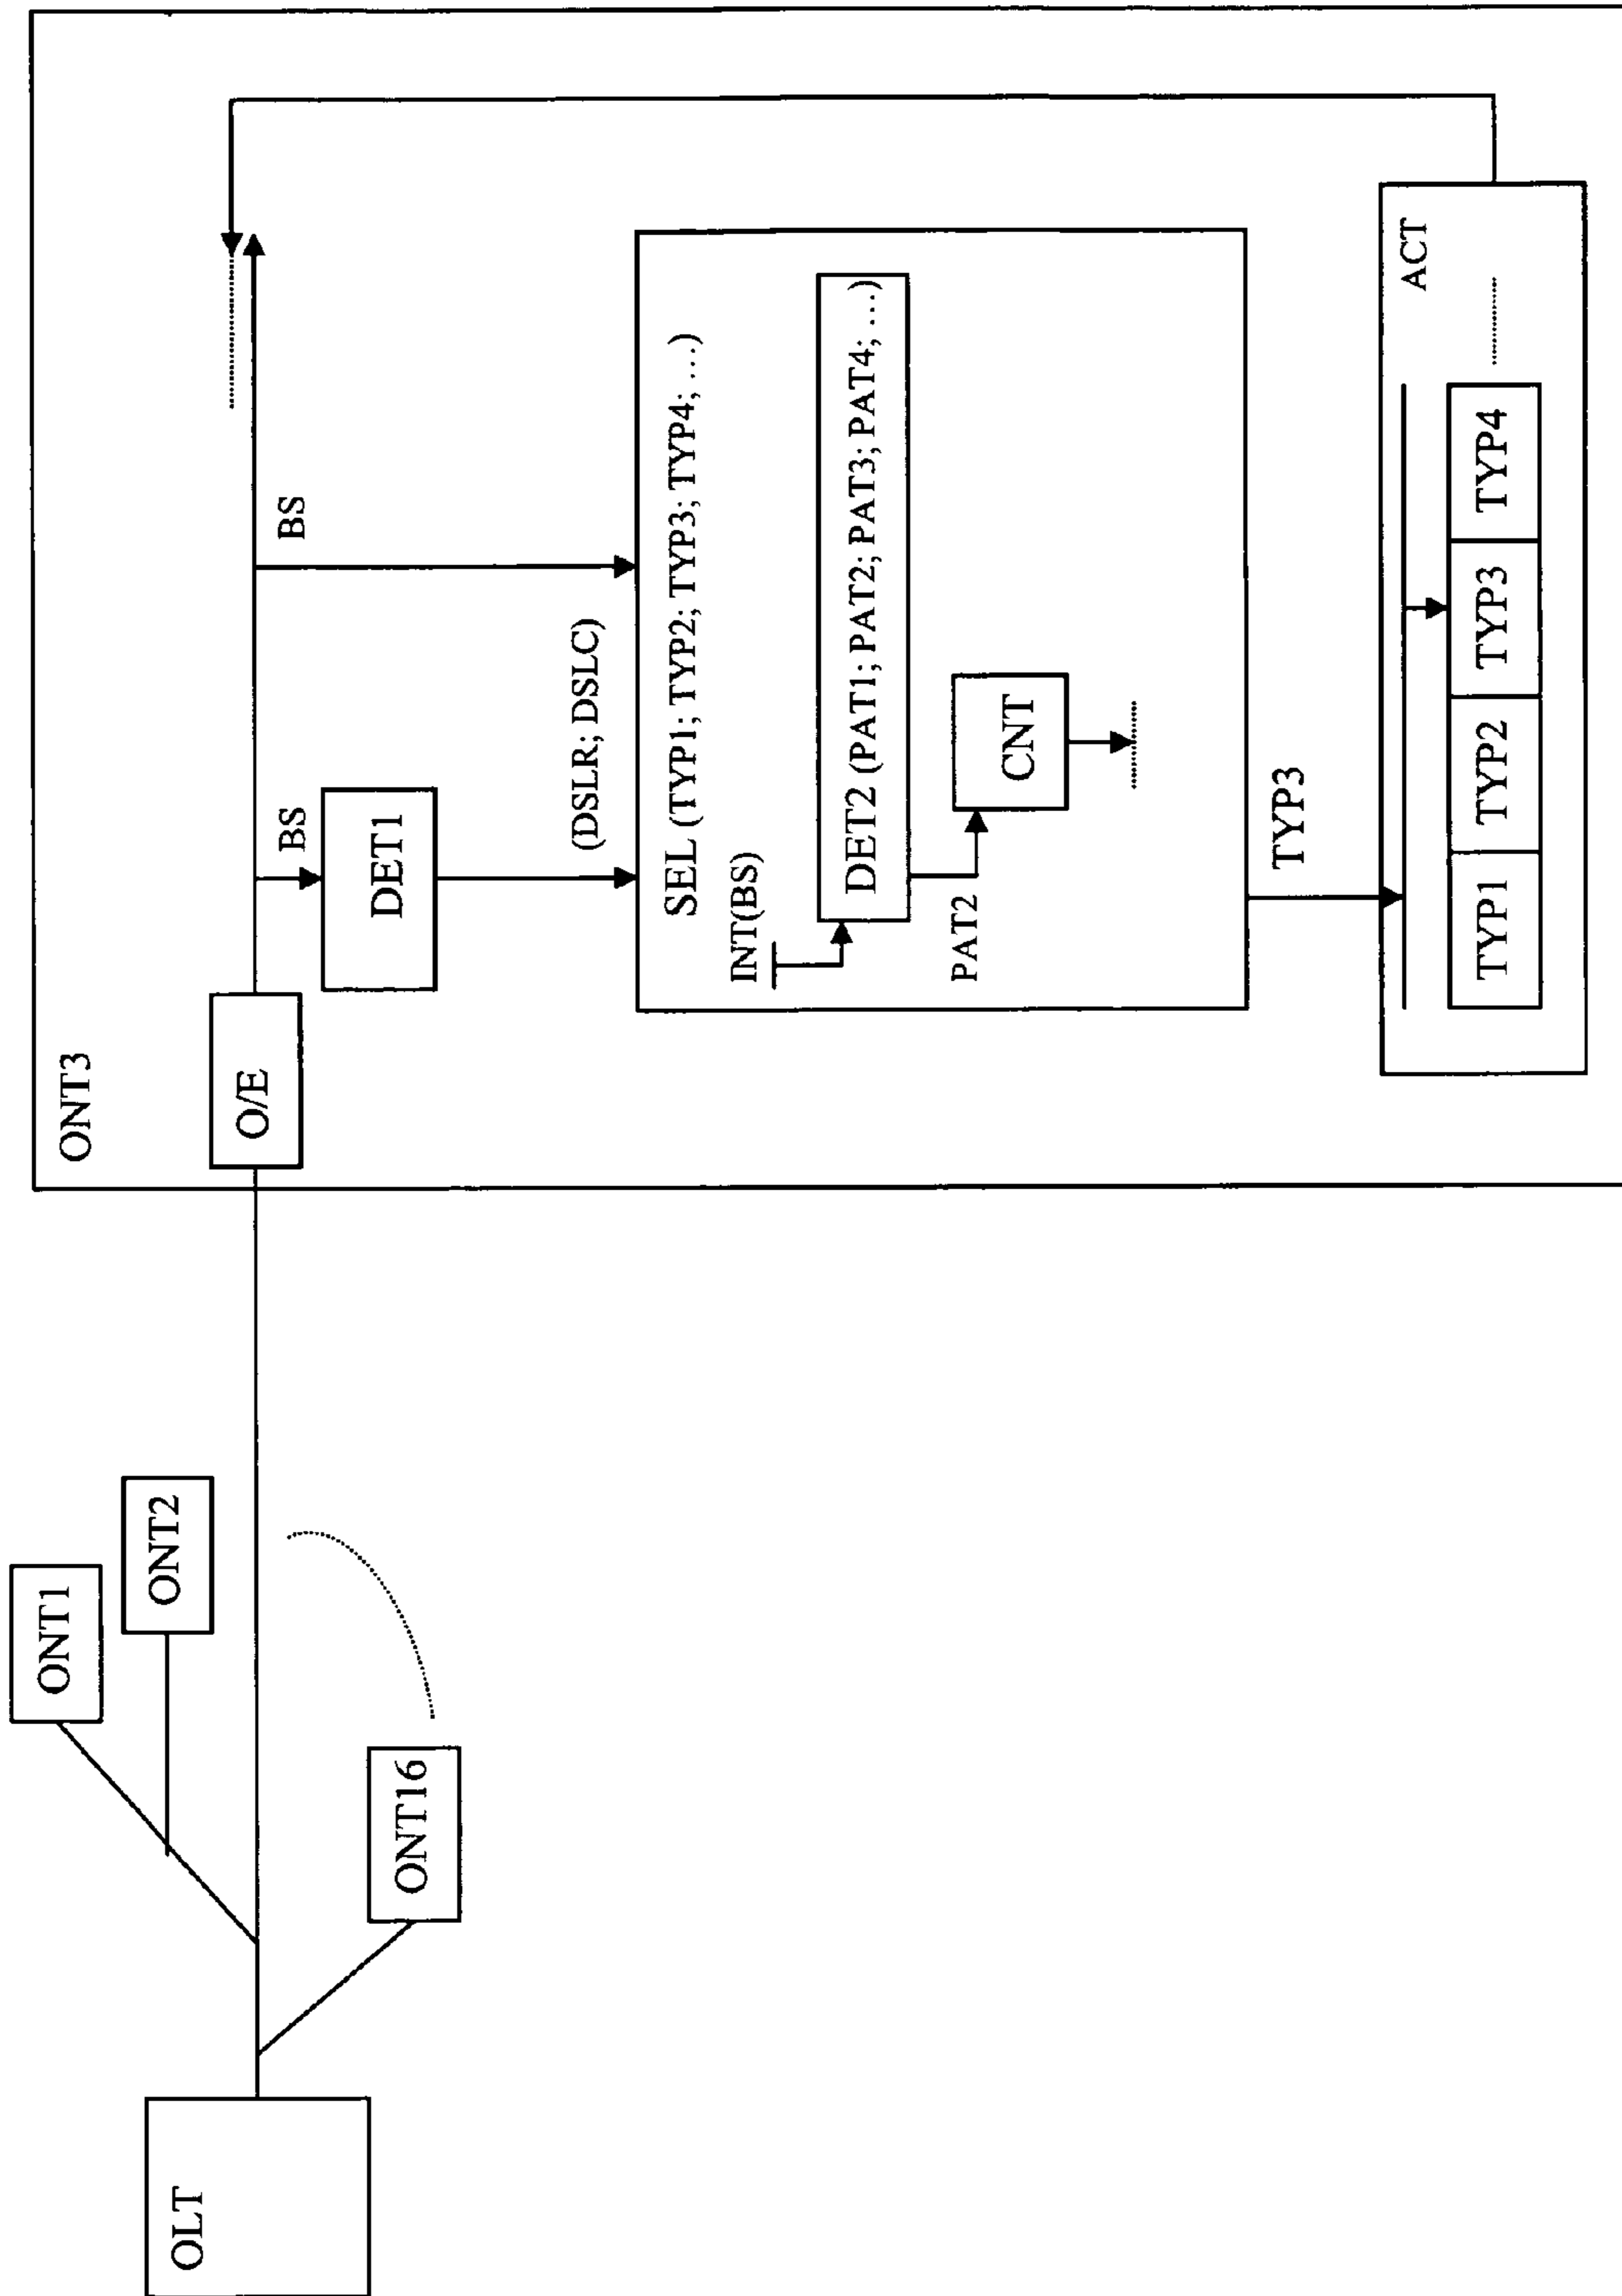 OLT
ONT1
ONT2
ONT16
ONT3
O/E
BS
BS
DET1
(DSLR; DSLC)
SEL (TYP1; TYP2; TYP3; TYP4; ...)
INT(BS)
DET2 (PAT1; PAT2; PAT3; PAT4; ...)
PAT2
CNT
TYP3
ACT
TYP1 TYP2 TYP3 TYP4